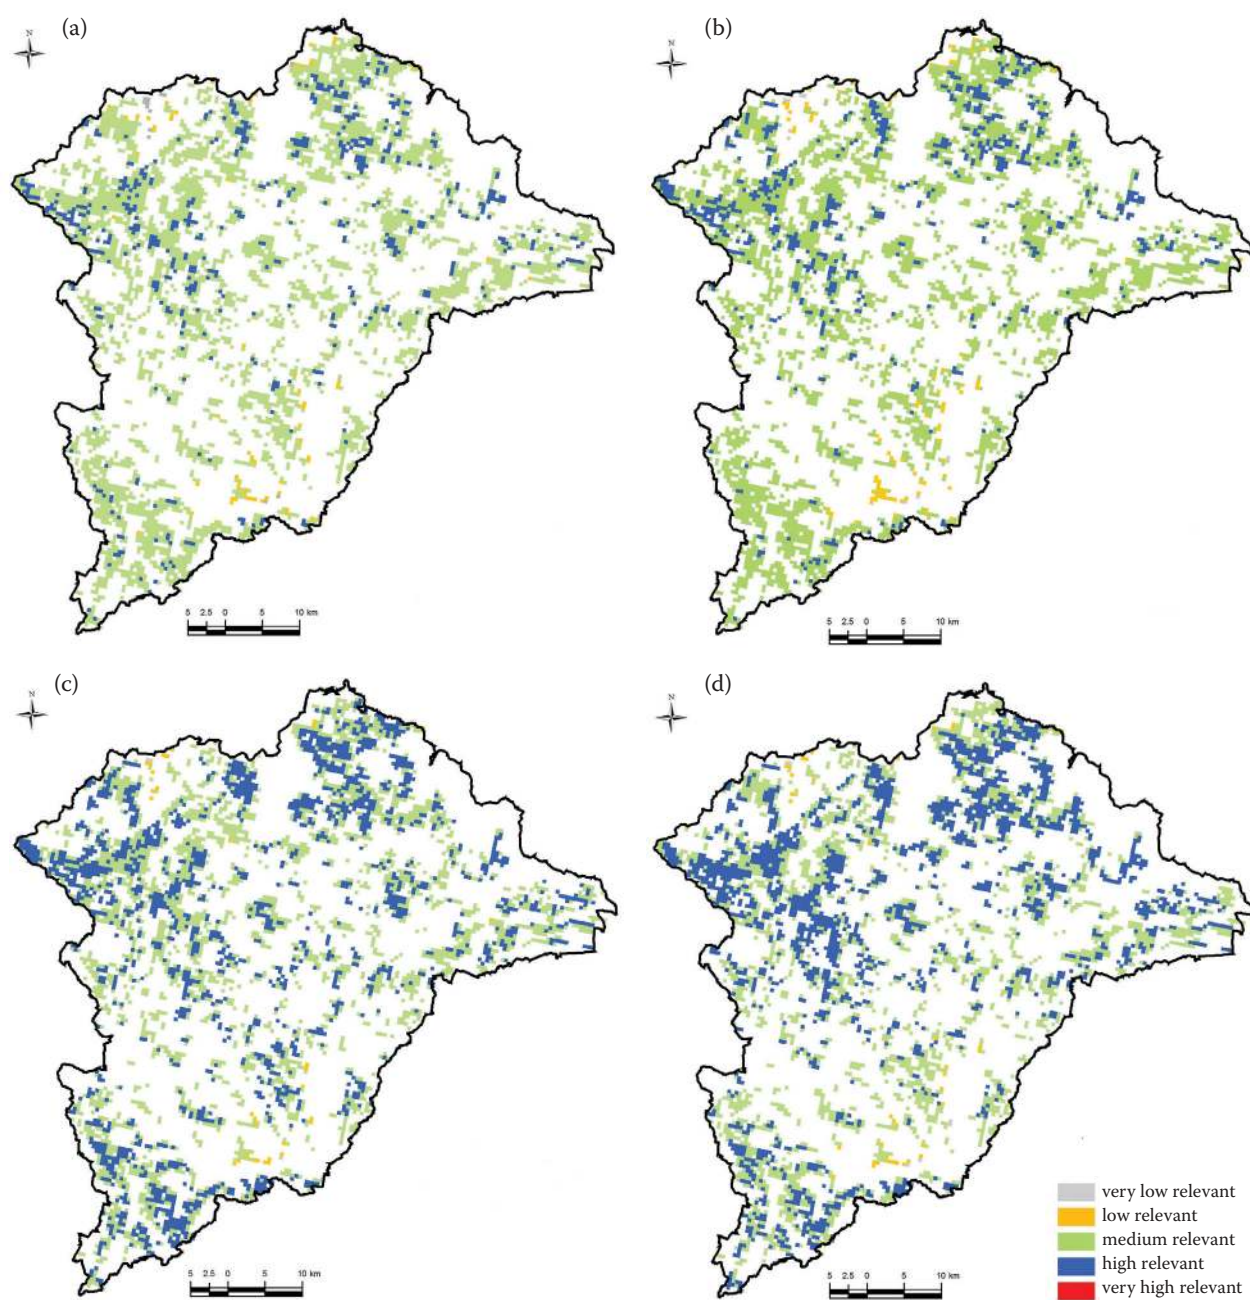 (a)
(b)
N
N
5 2.5 0 5 10 km
5 2.5 0 5 10 km
(c)
(d)
N
N
5 2.5 0 5 10 km
5 2.5 0 5 10 km
very low relevant
low relevant
medium relevant
high relevant
very high relevant